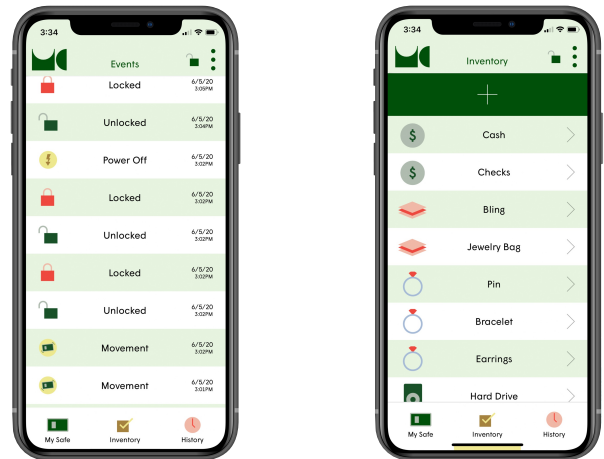 3:34
Events
Locked
6/5/20
3:05PM
Unlocked
6/5/20
3:04PM
Power Off
6/5/20
3:02PM
Locked
6/5/20
3:02PM
Unlocked
6/5/20
3:02PM
Locked
6/5/20
3:02PM
Unlocked
6/5/20
3:02PM
Movement
6/5/20
3:02PM
Movement
6/5/20
3:01PM
My Safe
Inventory
History
3:34
Inventory
$ Cash
$ Checks
Bling
Jewelry Bag
Pin
Bracelet
Earrings
Hard Drive
My Safe
Inventory
History